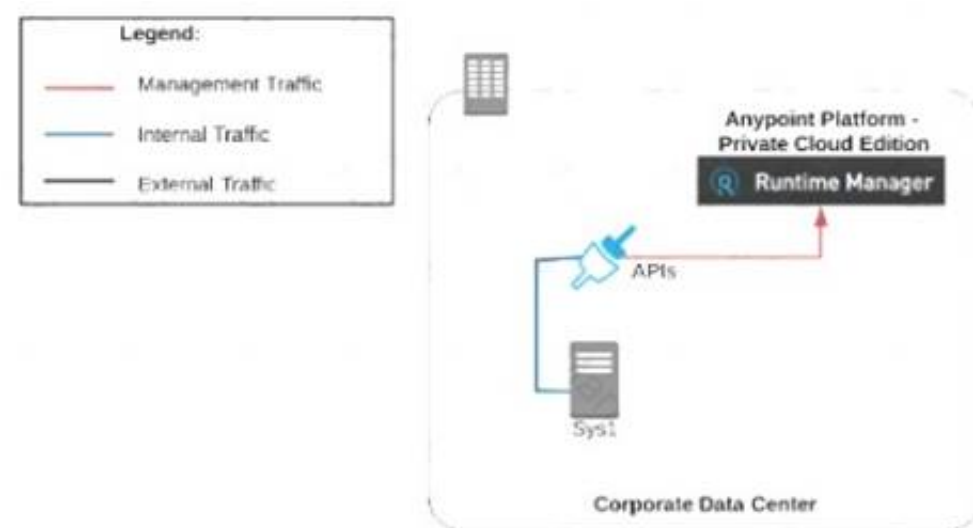 Legend:
Management Traffic
Internal Traffic
External Traffic
Anypoint Platform -
Private Cloud Edition
Runtime Manager
APIs
Sys1
Corporate Data Center